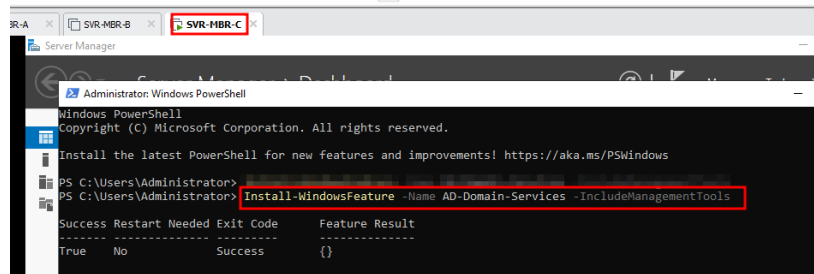 BR-A
SVR-MBR-B
SVR-MBR-C
Server Manager
Administrator: Windows PowerShell
Windows PowerShell
Copyright (C) Microsoft Corporation. All rights reserved.
Install the latest PowerShell for new features and improvements! https://aka.ms/PSWindows
PS C:\Users\Administrator>
PS C:\Users\Administrator> Install-WindowsFeature -Name AD-Domain-Services -IncludeManagementTools
Success Restart Needed Exit Code Feature Result
------- -------------- --------- --------------
True No Success {}